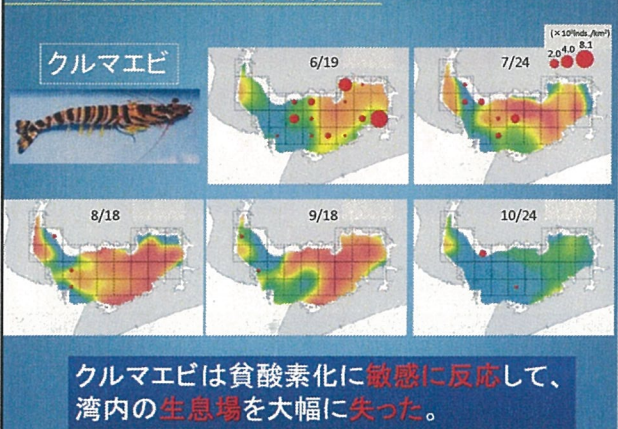 クルマエビ
6/19
7/24
(×10³inds./km²)
2.0 4.0 8.1
8/18
9/18
10/24
クルマエビは貧酸素化に敏感に反応して、
湾内の生息場を大幅に失った。